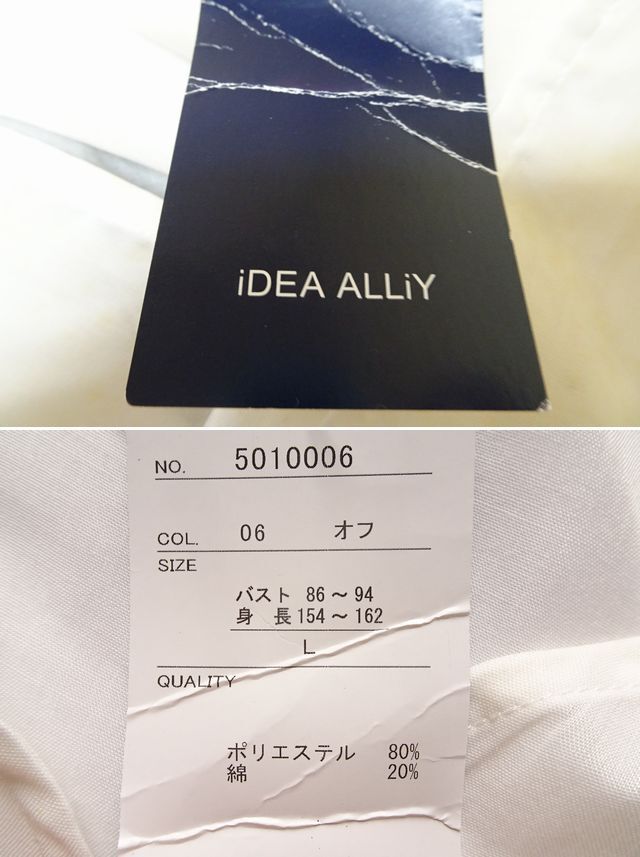 iDEA ALLiY
NO. 5010006
COL. 06 オフ
SIZE
バスト 86～94
身 長 154～162
L
QUALITY
ポリエステル 80%
綿 20%